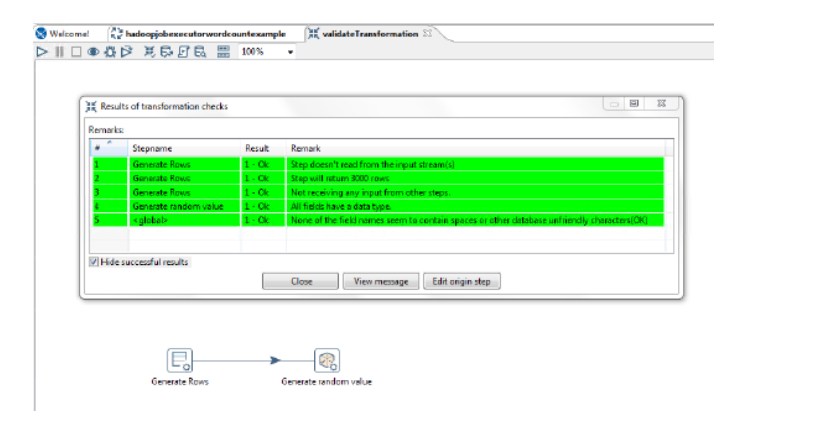 Welcome! hadoopjobexecutorwordcountexample validateTransformation
100%
Results of transformation checks
Remarks:
# Stepname Result Remark
1 Generate Rows 1 - Ok Step doesn't read from the input stream(s)
2 Generate Rows 1 - Ok Step will return 3000 rows
3 Generate Rows 1 - Ok Not receiving any input from other steps.
4 Generate random value 1 - Ok All fields have a data type.
5 <global> 1 - Ok None of the field names seem to contain spaces or other database unfriendly characters(OK)
Hide successful results
Close View message Edit origin step
Generate Rows Generate random value